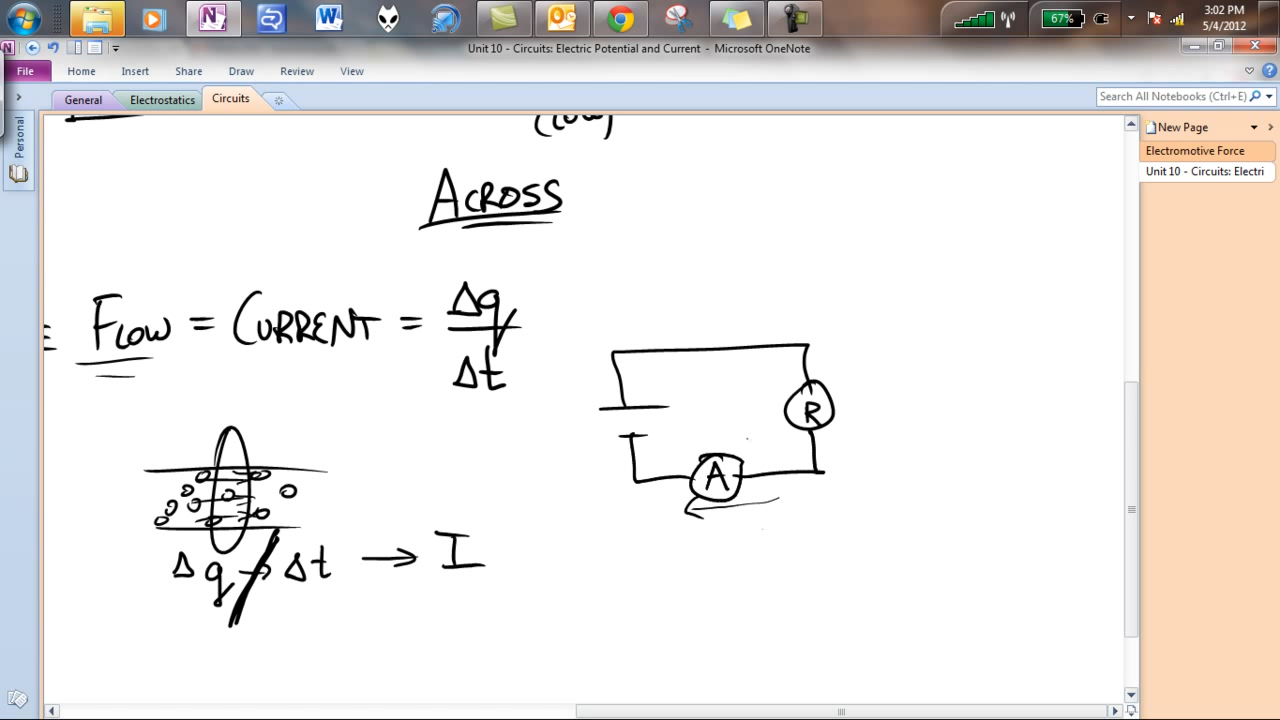 3:02 PM
67%
5/4/2012
Unit 10 - Circuits: Electric Potential and Current - Microsoft OneNote
File Home Insert Share Draw Review View
General Electrostatics Circuits
Search All Notebooks (Ctrl+E)
New Page
Electromotive Force
Unit 10 - Circuits: Electri
Personal
(LOW)
ACROSS
= FLOW = CURRENT = Δq/Δt
R
A
Δq/Δt → I